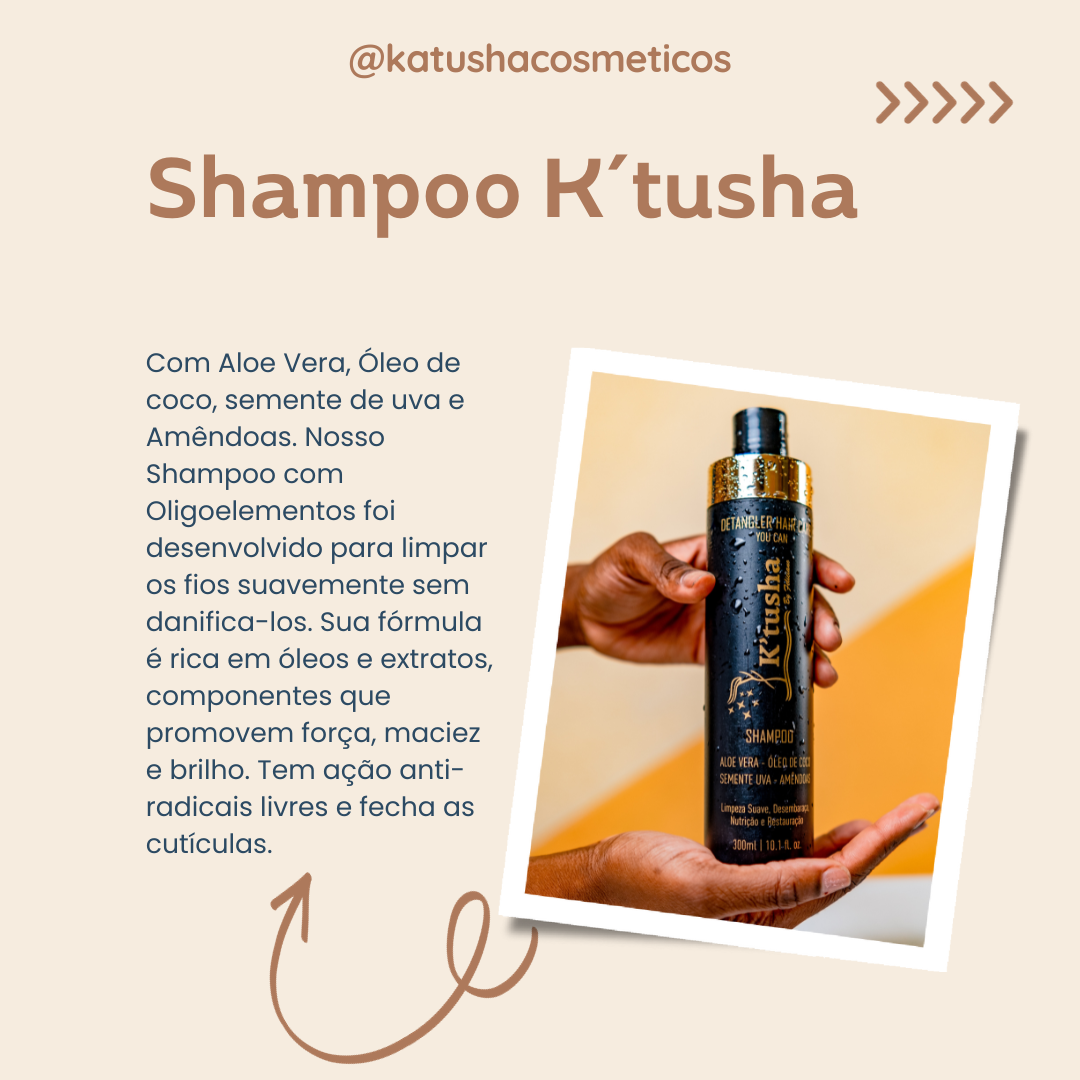 @katushacosmeticos
Shampoo K´tusha
Com Aloe Vera, Óleo de
coco, semente de uva e
Amêndoas. Nosso
Shampoo com
Oligoelementos foi
desenvolvido para limpar
os fios suavemente sem
danifica-los. Sua fórmula
é rica em óleos e extratos,
componentes que
promovem força, maciez
e brilho. Tem ação anti-
radicais livres e fecha as
cutículas.
DETANGLER HAIR
YOU CAN
K'tusha
SHAMPOO
ALOE VERA - ÓLEO DE COCO
SEMENTE UVA - AMÊNDOAS
Limpeza Suave, Desembaraço,
Nutrição e Restauração
300ml | 10.1 fl. oz